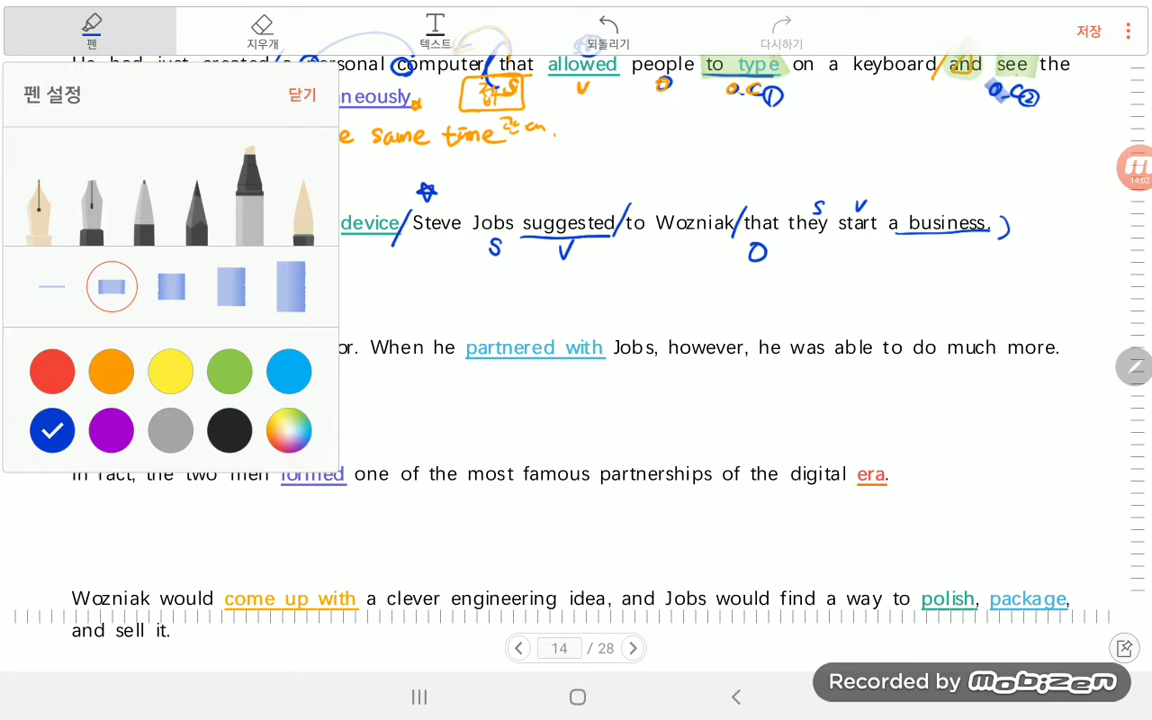 펜
지우개
텍스트
되돌리기
다시하기
저장
personal computer that allowed people to type on a keyboard and see the
S V O O.C① O.C②
펜 설정
닫기
neously.
same time
14:02
S V
device Steve Jobs suggested to Wozniak that they start a business.
S V O
or. When he partnered with Jobs, however, he was able to do much more.
In fact, the two men formed one of the most famous partnerships of the digital era.
Wozniak would come up with a clever engineering idea, and Jobs would find a way to polish, package,
and sell it.
14 / 28
Recorded by mobizen